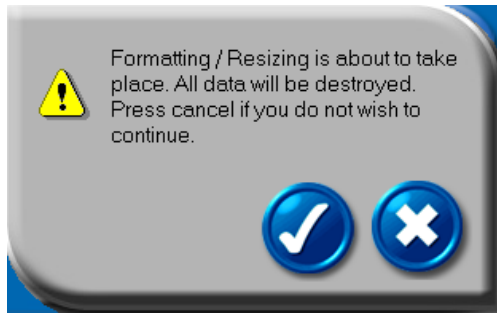 Formatting / Resizing is about to take
place. All data will be destroyed.
Press cancel if you do not wish to
continue.